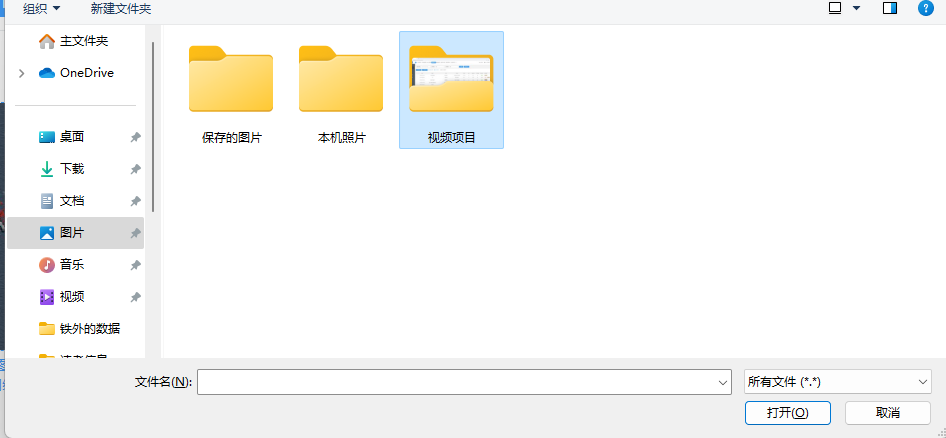 组织 新建文件夹
主文件夹
OneDrive
桌面
下载
文档
图片
音乐
视频
铁外的数据
保存的图片 本机照片 视频项目
文件名(N):
所有文件 (*.*)
打开(O) 取消